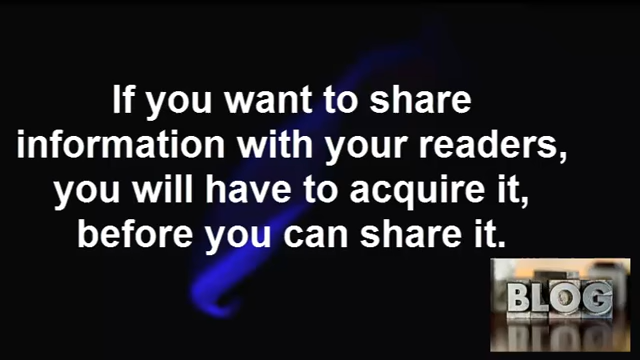 If you want to share
information with your readers,
you will have to acquire it,
before you can share it.
BLOG